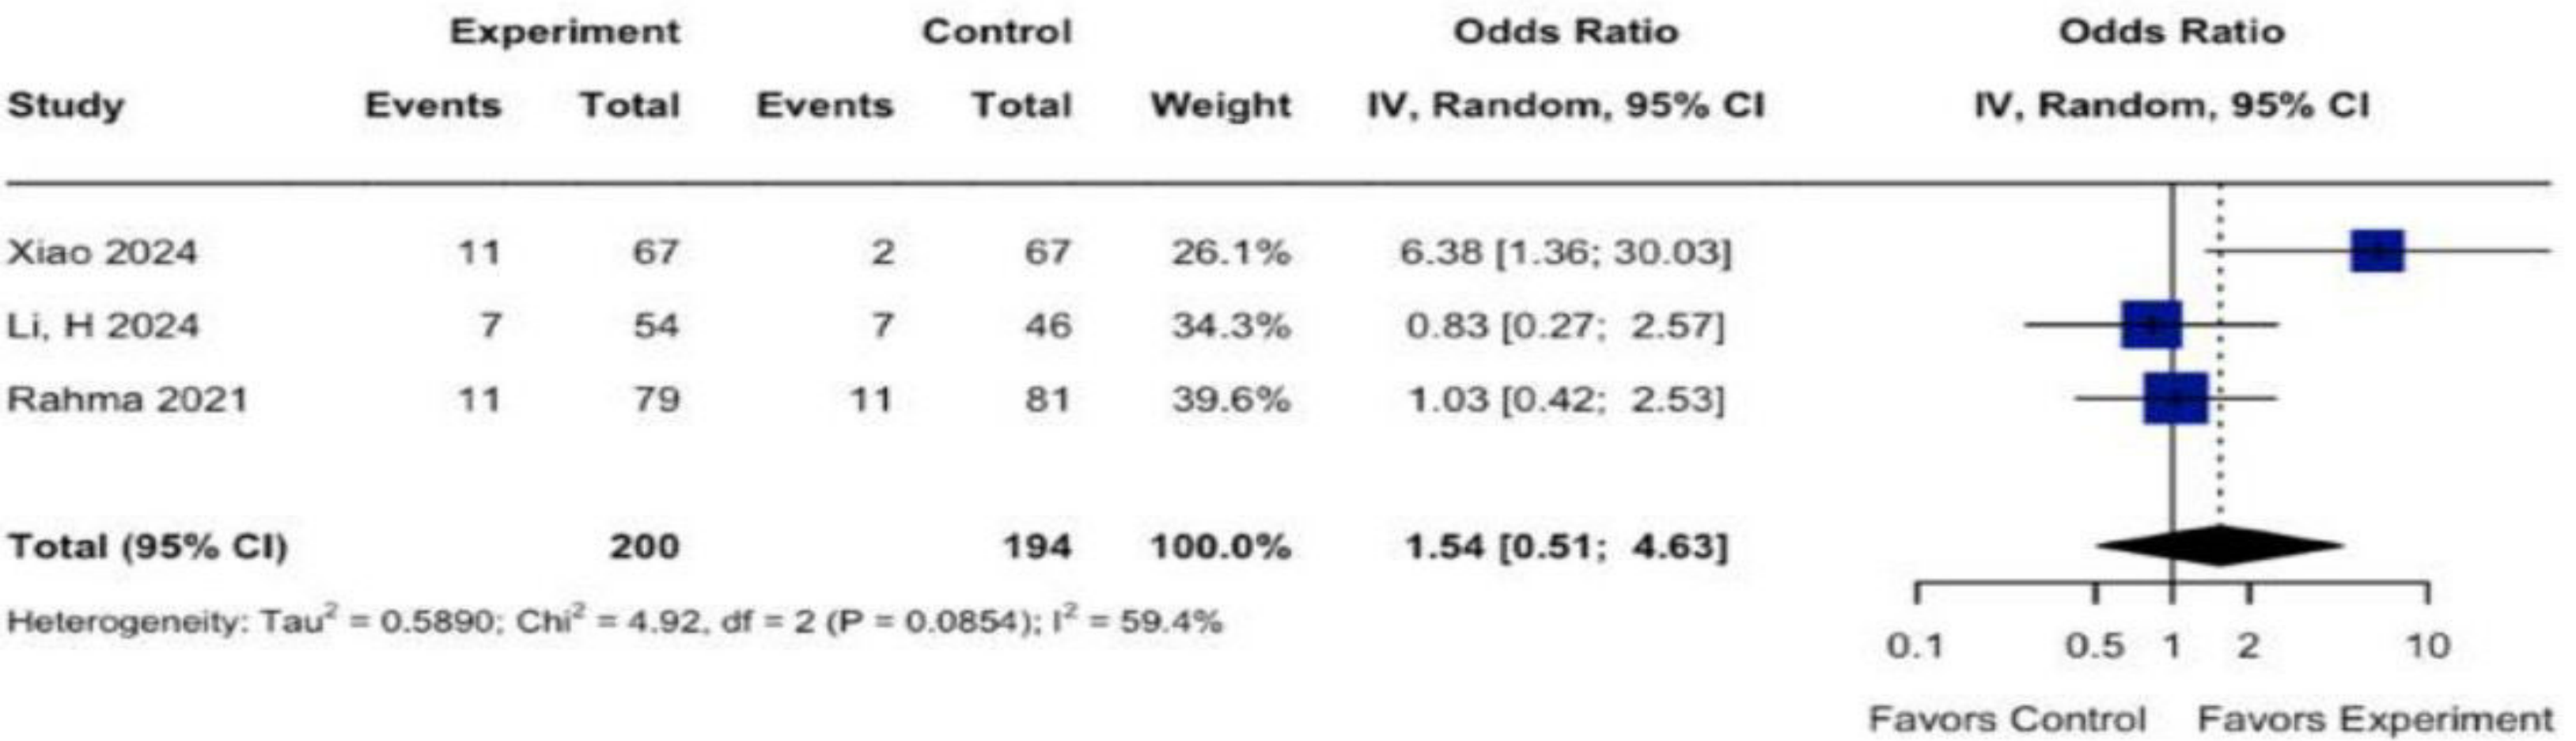 Experiment Control Odds Ratio Odds Ratio
Study Events Total Events Total Weight IV, Random, 95% CI IV, Random, 95% CI
Xiao 2024 11 67 2 67 26.1% 6.38 [1.36; 30.03]
Li, H 2024 7 54 7 46 34.3% 0.83 [0.27; 2.57]
Rahma 2021 11 79 11 81 39.6% 1.03 [0.42; 2.53]
Total (95% CI) 200 194 100.0% 1.54 [0.51; 4.63]
Heterogeneity: Tau² = 0.5890; Chi² = 4.92, df = 2 (P = 0.0854); I² = 59.4%
0.1 0.5 1 2 10
Favors Control Favors Experiment